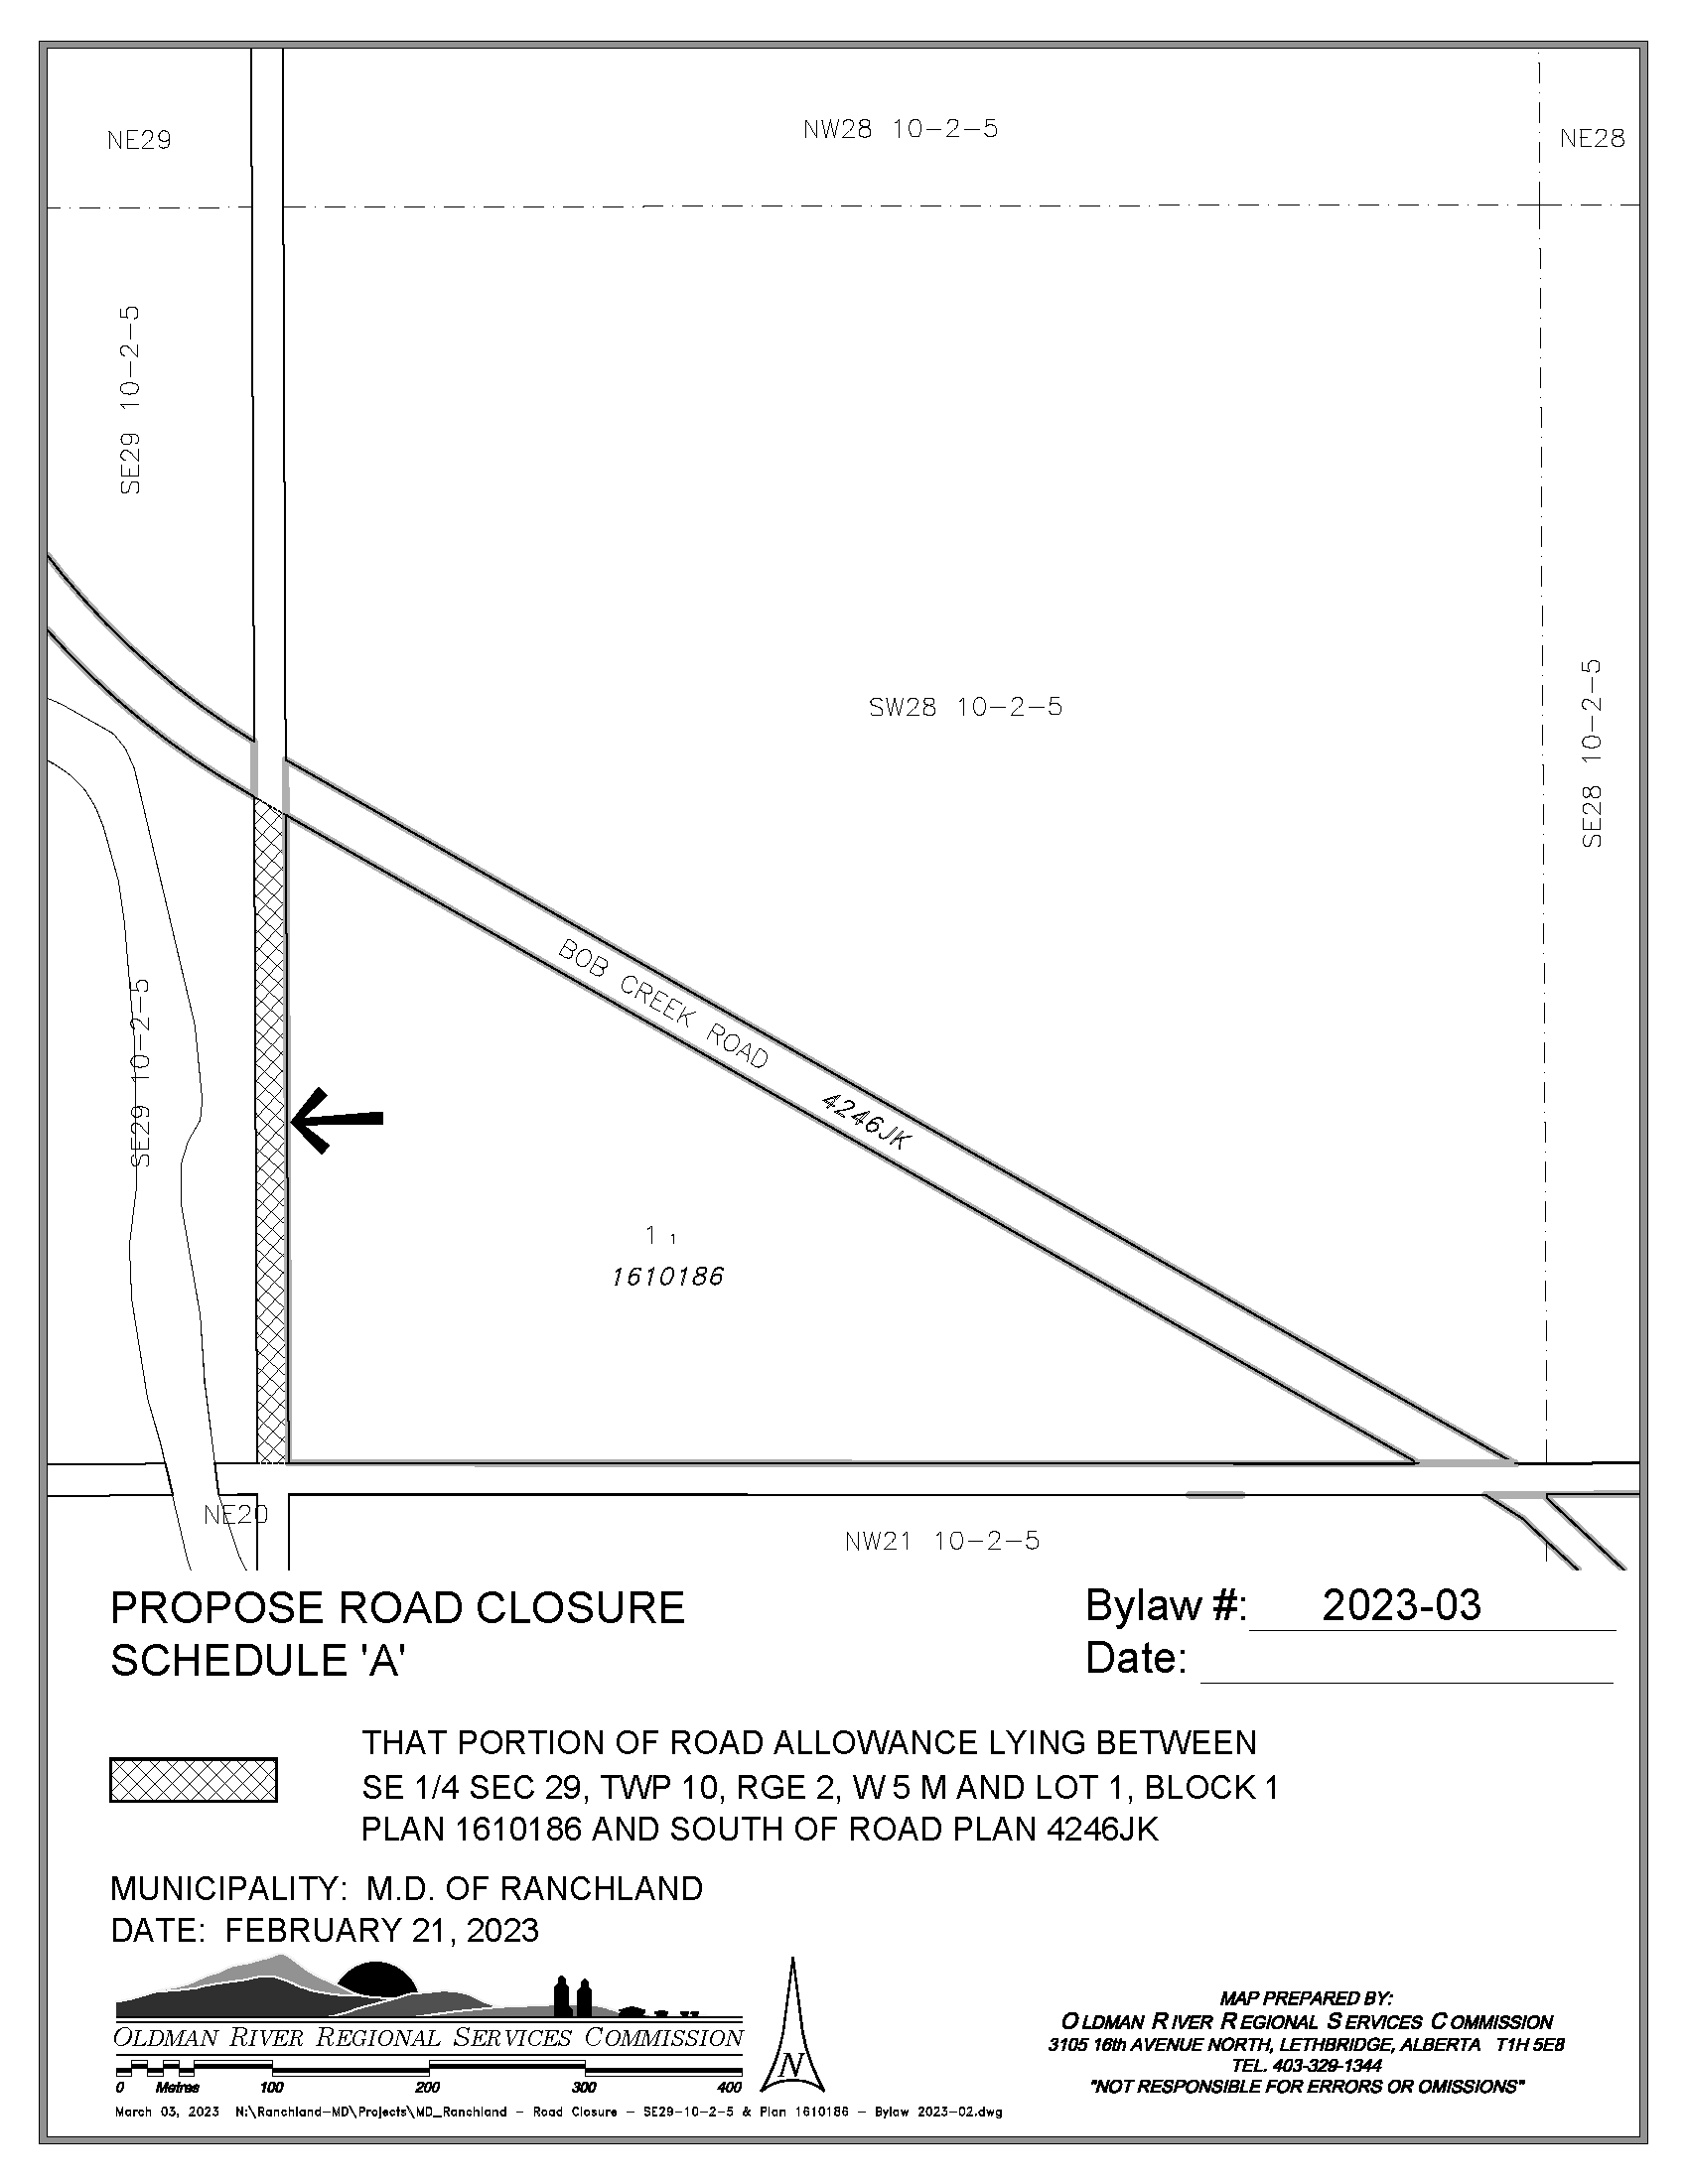 NE29
NW28 10-2-5
NE28
SE29 10-2-5
SW28 10-2-5
SE28 10-2-5
BOB CREEK ROAD 4246JK
SE29 10-2-5
1 1
1610186
NE20
NW21 10-2-5
PROPOSE ROAD CLOSURE
SCHEDULE 'A'
Bylaw #: 2023-03
Date:
THAT PORTION OF ROAD ALLOWANCE LYING BETWEEN
SE 1/4 SEC 29, TWP 10, RGE 2, W 5 M AND LOT 1, BLOCK 1
PLAN 1610186 AND SOUTH OF ROAD PLAN 4246JK
MUNICIPALITY: M.D. OF RANCHLAND
DATE: FEBRUARY 21, 2023
OLDMAN RIVER REGIONAL SERVICES COMMISSION
0 Metres 100 200 300 400
N
March 03, 2023 N:\Ranchland-MD\Projects\MD_Ranchland - Road Closure - SE29-10-2-5 & Plan 1610186 - Bylaw 2023-02.dwg
MAP PREPARED BY:
OLDMAN RIVER REGIONAL SERVICES COMMISSION
3105 16th AVENUE NORTH, LETHBRIDGE, ALBERTA T1H 5E8
TEL. 403-329-1344
"NOT RESPONSIBLE FOR ERRORS OR OMISSIONS"